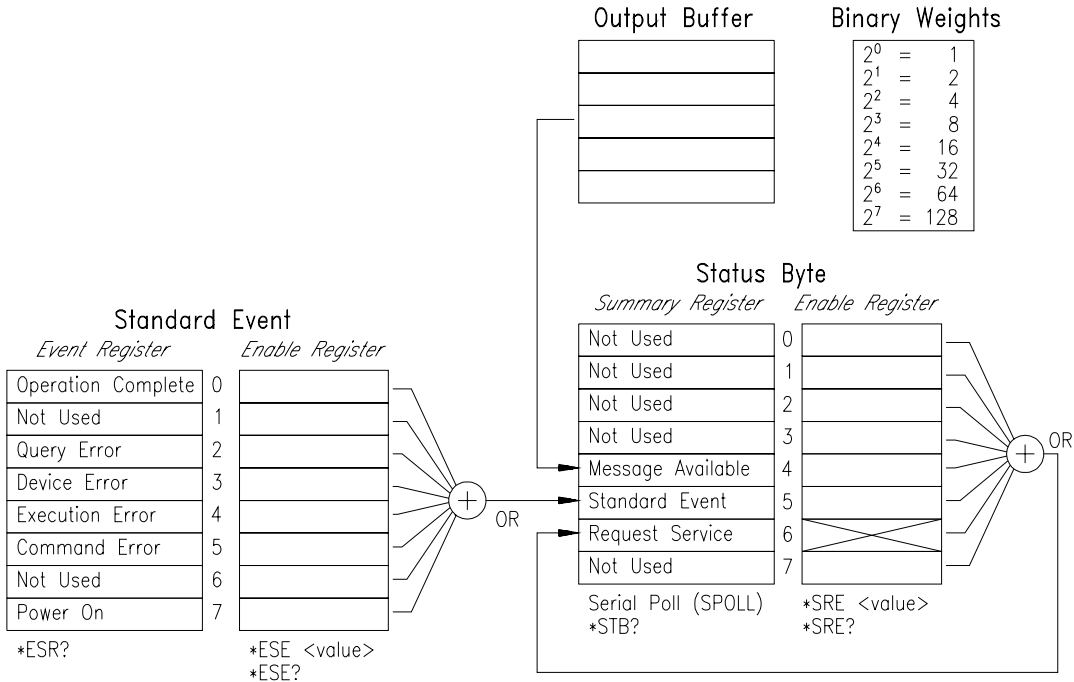 Output Buffer
Binary Weights
2⁰ = 1
2¹ = 2
2² = 4
2³ = 8
2⁴ = 16
2⁵ = 32
2⁶ = 64
2⁷ = 128
Status Byte
Summary Register Enable Register
Not Used 0
Not Used 1
Not Used 2
Not Used 3
Message Available 4
Standard Event 5
Request Service 6
Not Used 7
Serial Poll (SPOLL)
*STB?
*SRE <value>
*SRE?
+
OR
Standard Event
Event Register Enable Register
Operation Complete 0
Not Used 1
Query Error 2
Device Error 3
Execution Error 4
Command Error 5
Not Used 6
Power On 7
*ESR?
*ESE <value>
*ESE?
+
OR